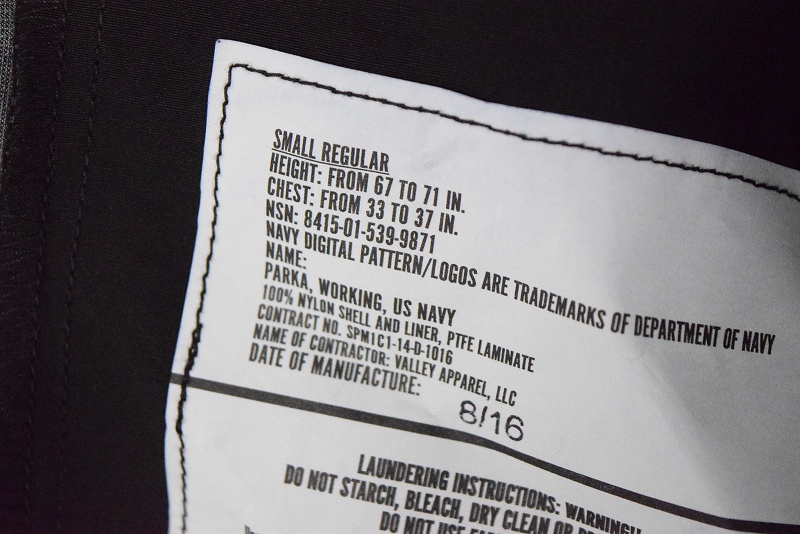 SMALL REGULAR
HEIGHT: FROM 67 TO 71 IN.
CHEST: FROM 33 TO 37 IN.
NSN: 8415-01-539-9871
NAVY DIGITAL PATTERN/LOGOS ARE TRADEMARKS OF DEPARTMENT OF NAVY
NAME:
PARKA, WORKING, US NAVY
100% NYLON SHELL AND LINER, PTFE LAMINATE
CONTRACT NO. SPM1C1-14-D-1016
NAME OF CONTRACTOR: VALLEY APPAREL, LLC
DATE OF MANUFACTURE:
8/16
LAUNDERING INSTRUCTIONS: WARNING!!
DO NOT STARCH, BLEACH, DRY CLEAN OR
DO NOT USE